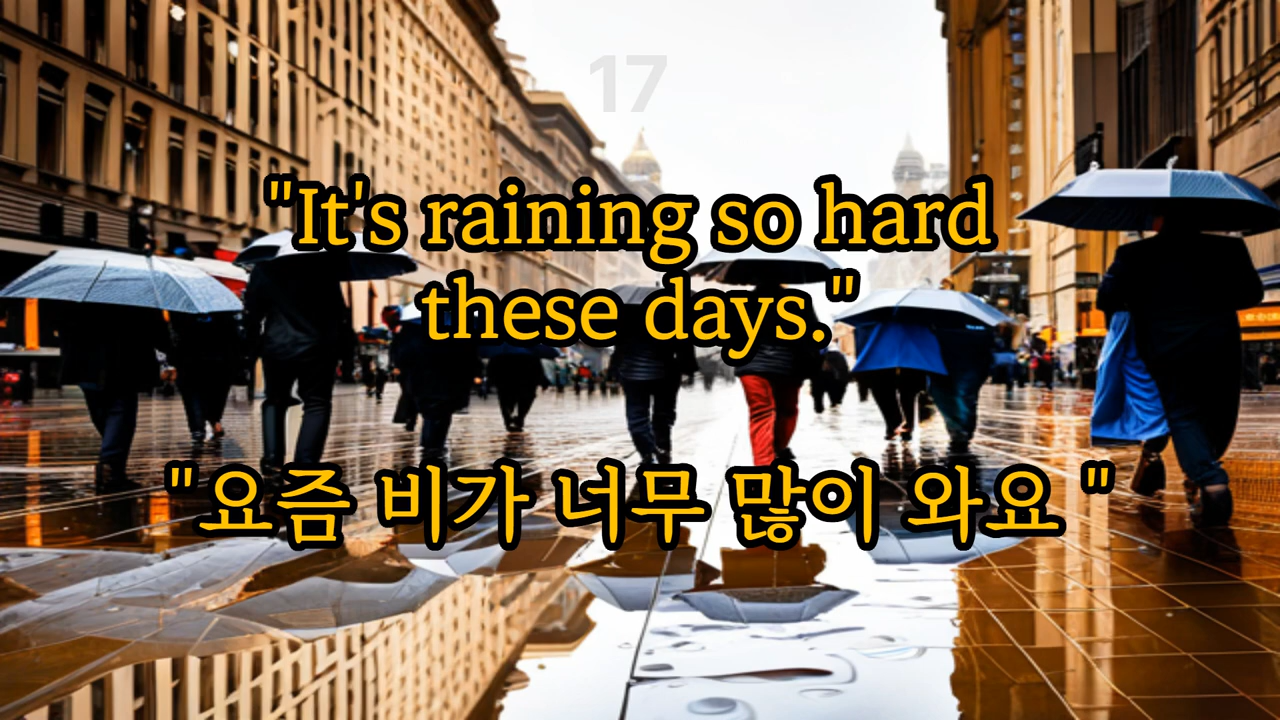 17
"It's raining so hard
these days."
"요즘 비가 너무 많이 와요 "